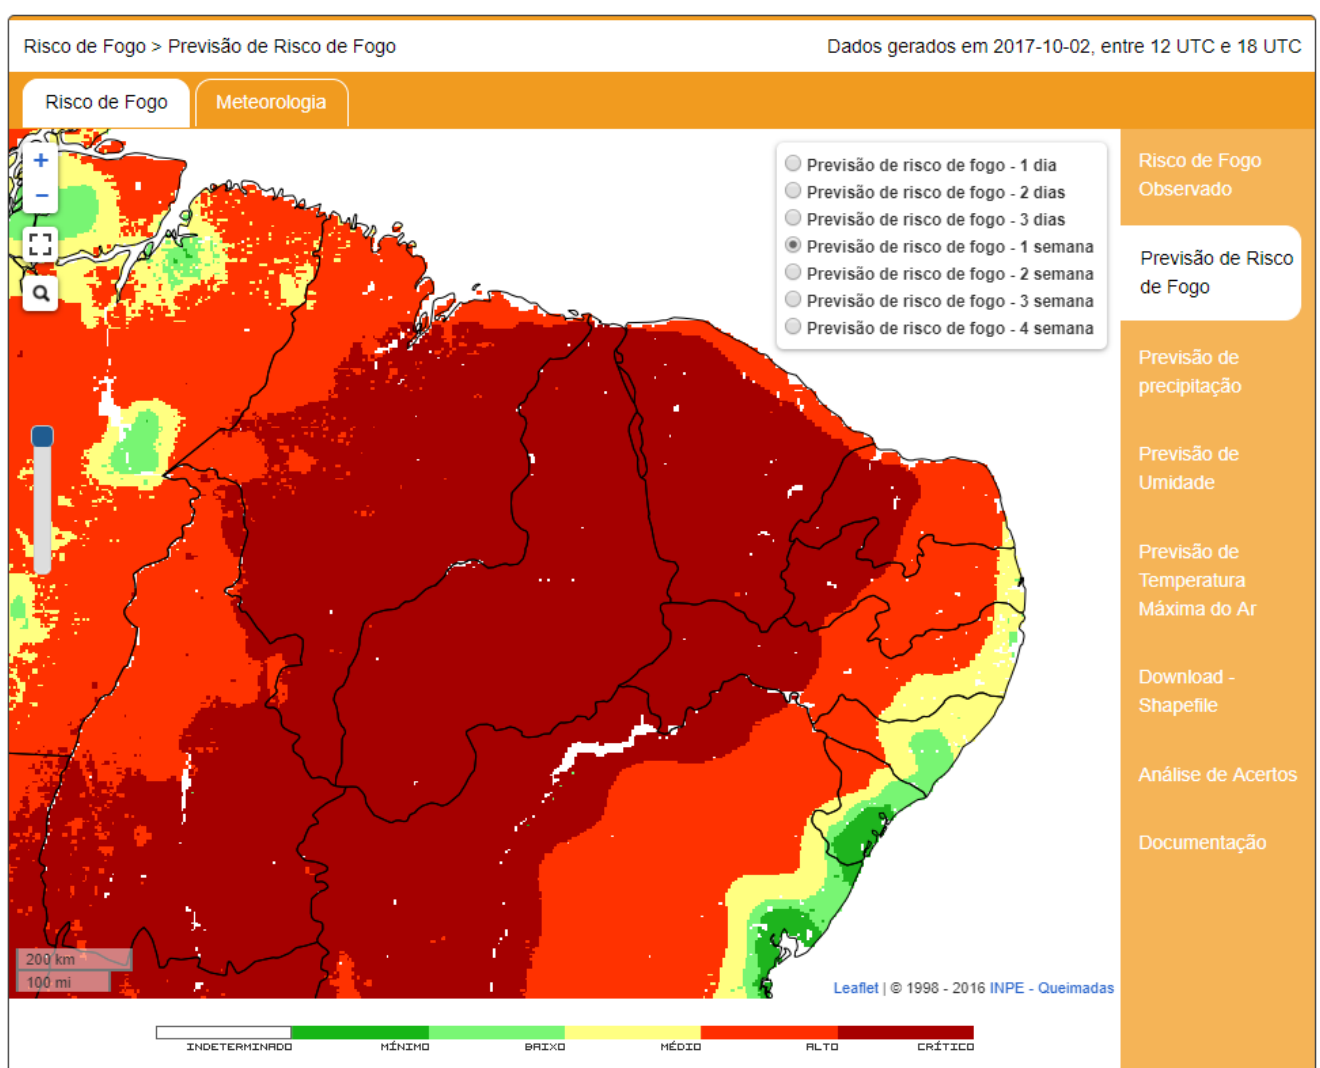 Risco de Fogo > Previsão de Risco de Fogo
Dados gerados em 2017-10-02, entre 12 UTC e 18 UTC
Risco de Fogo
Meteorologia
+
−
Previsão de risco de fogo - 1 dia
Previsão de risco de fogo - 2 dias
Previsão de risco de fogo - 3 dias
Previsão de risco de fogo - 1 semana
Previsão de risco de fogo - 2 semana
Previsão de risco de fogo - 3 semana
Previsão de risco de fogo - 4 semana
Risco de Fogo
Observado
Previsão de Risco
de Fogo
Previsão de
precipitação
Previsão de
Umidade
Previsão de
Temperatura
Máxima do Ar
Download -
Shapefile
Análise de Acertos
Documentação
200 km
100 mi
Leaflet | © 1998 - 2016 INPE - Queimadas
INDETERMINADO
MÍNIMO
BAIXO
MÉDIO
ALTO
CRÍTICO